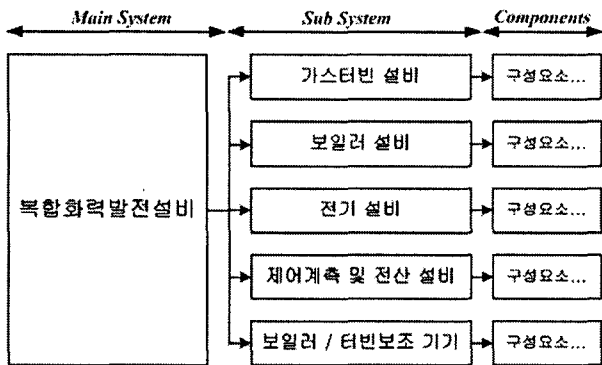 Main System Sub System Components
가스터빈 설비 구성요소...
보일러 설비 구성요소...
복합화력발전설비 전기 설비 구성요소...
제어계측 및 전산 설비 구성요소...
보일러 / 터빈보조 기기 구성요소...